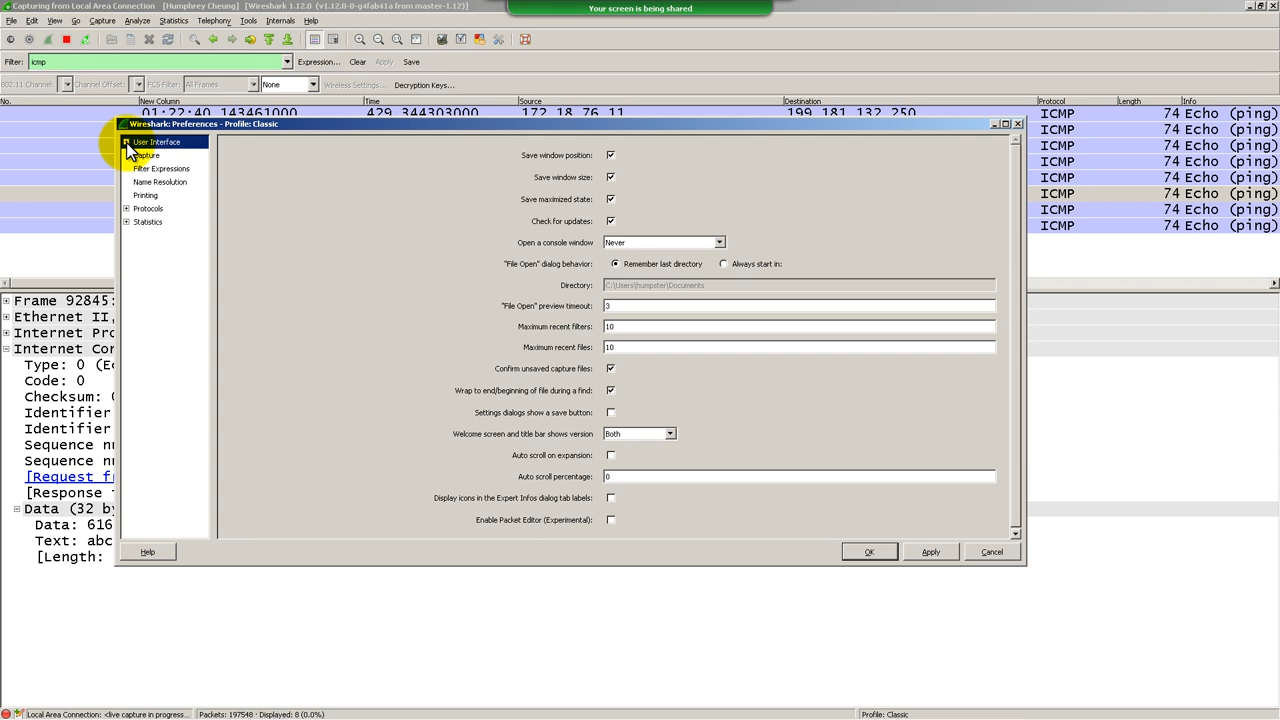 Capturing from Local Area Connection [Humphrey Cheung] [Wireshark 1.12.0 (v1.12.0-0-g4fab41a from master-1.12)]
Your screen is being shared
File Edit View Go Capture Analyze Statistics Telephony Tools Internals Help
Filter: icmp Expression... Clear Apply Save
802.11 Channel: Channel Offset: FCS Filter: All Frames None Wireless Settings... Decryption Keys...
No. New Column Time Source Destination Protocol Length Info
01:22:40.143461000 429.344303000 172.18.76.11 199.181.132.250 ICMP 74 Echo (ping)
ICMP 74 Echo (ping)
ICMP 74 Echo (ping)
ICMP 74 Echo (ping)
ICMP 74 Echo (ping)
ICMP 74 Echo (ping)
ICMP 74 Echo (ping)
ICMP 74 Echo (ping)
Wireshark: Preferences - Profile: Classic
User Interface
Capture
Filter Expressions
Name Resolution
Printing
Protocols
Statistics
Save window position:
Save window size:
Save maximized state:
Check for updates:
Open a console window Never
"File Open" dialog behavior: Remember last directory Always start in:
Directory: C:\Users\humpster\Documents
"File Open" preview timeout: 3
Maximum recent filters: 10
Maximum recent files: 10
Confirm unsaved capture files:
Wrap to end/beginning of file during a find:
Settings dialogs show a save button:
Welcome screen and title bar shows version Both
Auto scroll on expansion:
Auto scroll percentage: 0
Display icons in the Expert Infos dialog tab labels:
Enable Packet Editor (Experimental):
Help OK Apply Cancel
Frame 92845:
Ethernet II,
Internet Pro
Internet Con
Type: 0 (Ec
Code: 0
Checksum:
Identifier
Identifier
Sequence nu
Sequence nu
[Request fr
[Response
Data (32 by
Data: 616
Text: abc
[Length:
Local Area Connection: <live capture in progress... Packets: 197548 · Displayed: 8 (0.0%) Profile: Classic